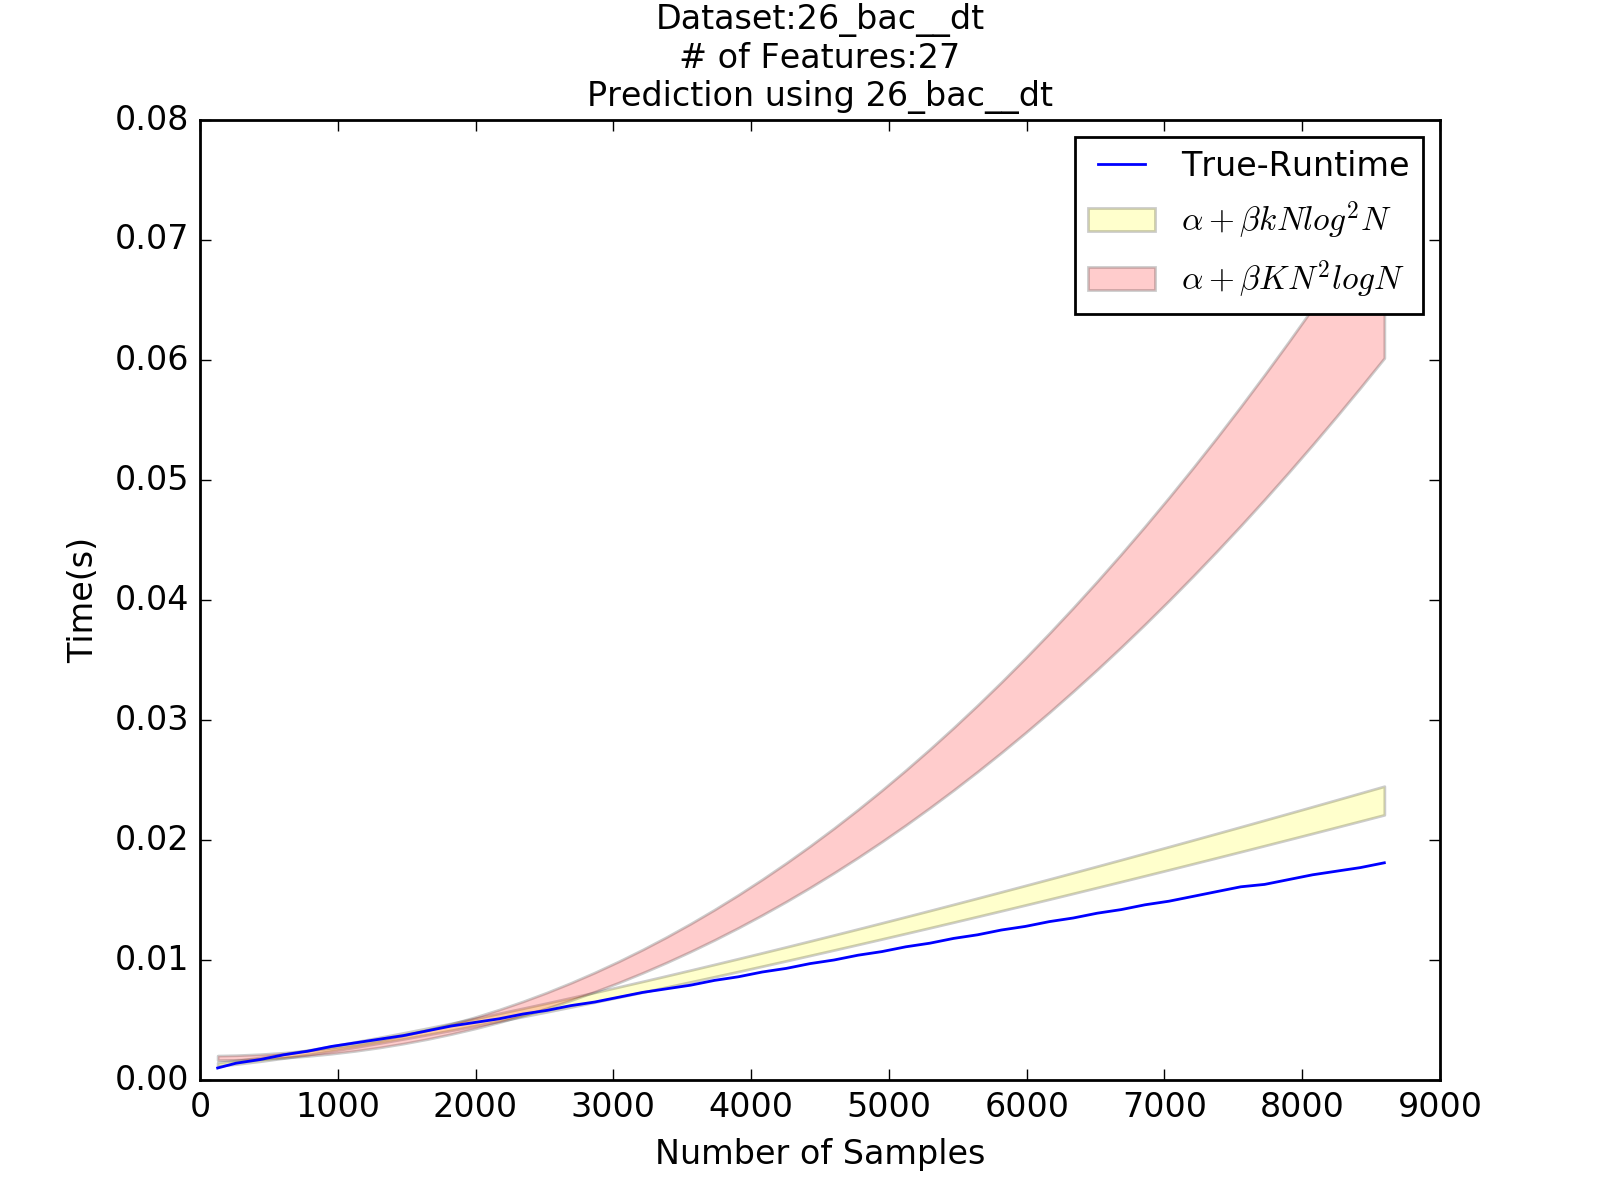 Dataset:26_bac__dt
# of Features:27
Prediction using 26_bac__dt
0.08
0.07
0.06
0.05
0.04
0.03
0.02
0.01
0.00
Time(s)
True-Runtime
α + βkNlog²N
α + βKN²logN
0 1000 2000 3000 4000 5000 6000 7000 8000 9000
Number of Samples